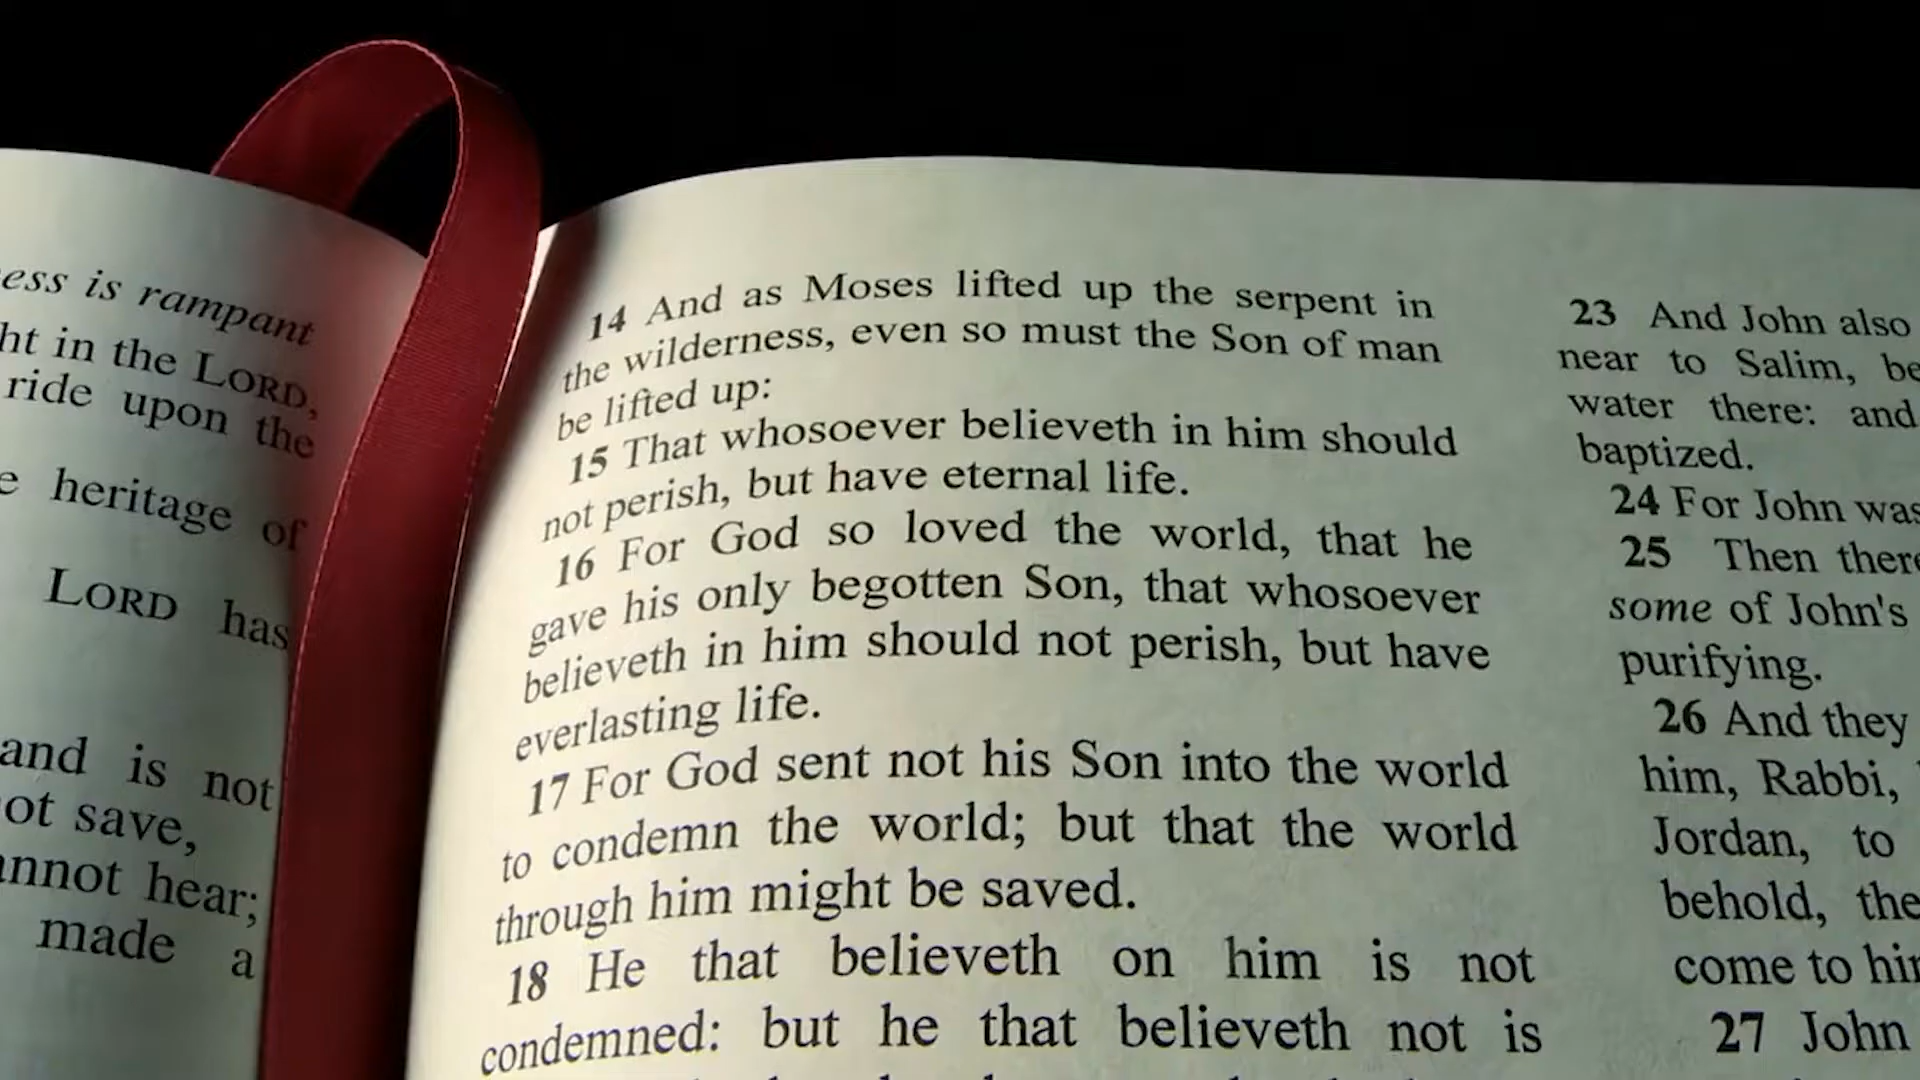 ess is rampant
ht in the LORD,
ride upon the
heritage of
LORD has
and is not
ot save,
annot hear;
made a
14 And as Moses lifted up the serpent in
the wilderness, even so must the Son of man
be lifted up:
15 That whosoever believeth in him should
not perish, but have eternal life.
16 For God so loved the world, that he
gave his only begotten Son, that whosoever
believeth in him should not perish, but have
everlasting life.
17 For God sent not his Son into the world
to condemn the world; but that the world
through him might be saved.
18 He that believeth on him is not
condemned: but he that believeth not is
23 And John also
near to Salim, be
water there: and
baptized.
24 For John was
25 Then there
some of John's
purifying.
26 And they
him, Rabbi,
Jordan, to
behold, the
come to him
27 John